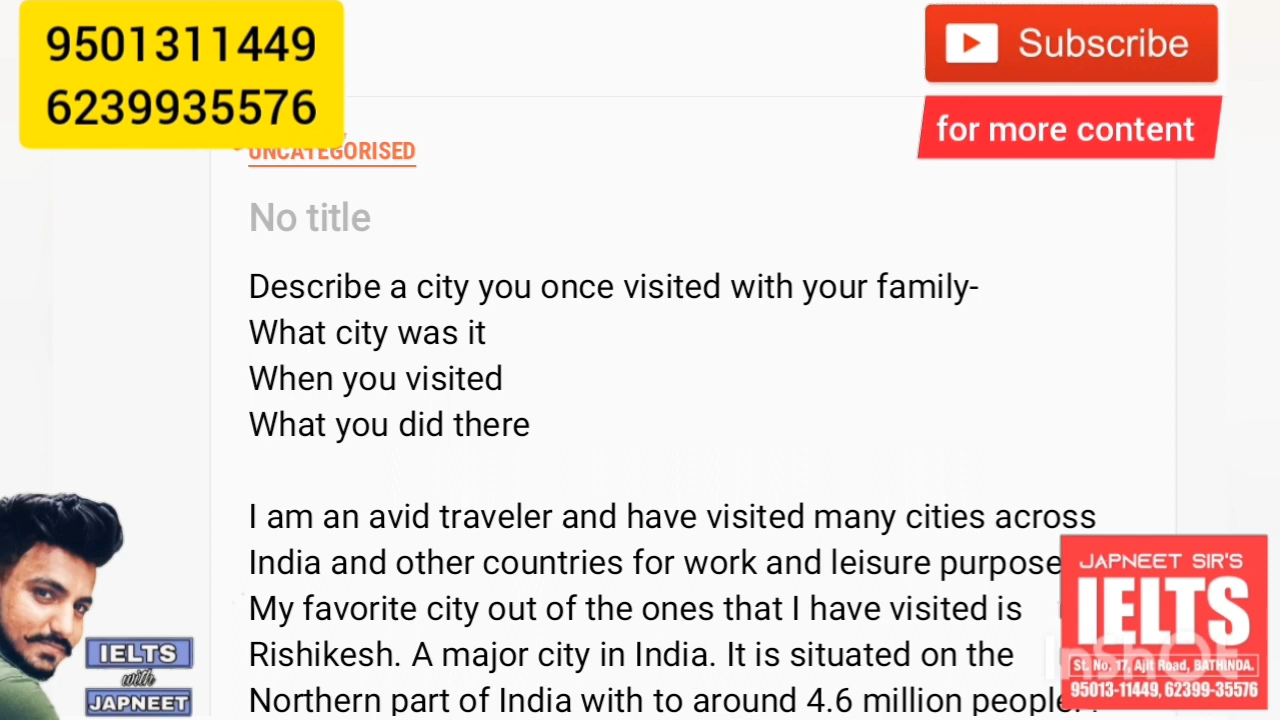 9501311449
6239935576
Subscribe
for more content
UNCATEGORISED
No title
Describe a city you once visited with your family-
What city was it
When you visited
What you did there
I am an avid traveler and have visited many cities across
India and other countries for work and leisure purpose
My favorite city out of the ones that I have visited is
Rishikesh. A major city in India. It is situated on the
Northern part of India with to around 4.6 million people.
IELTS
with
JAPNEET
JAPNEET SIR'S
IELTS
InShOt
St. No. 17, Ajit Road, BATHINDA.
95013-11449, 62399-35576